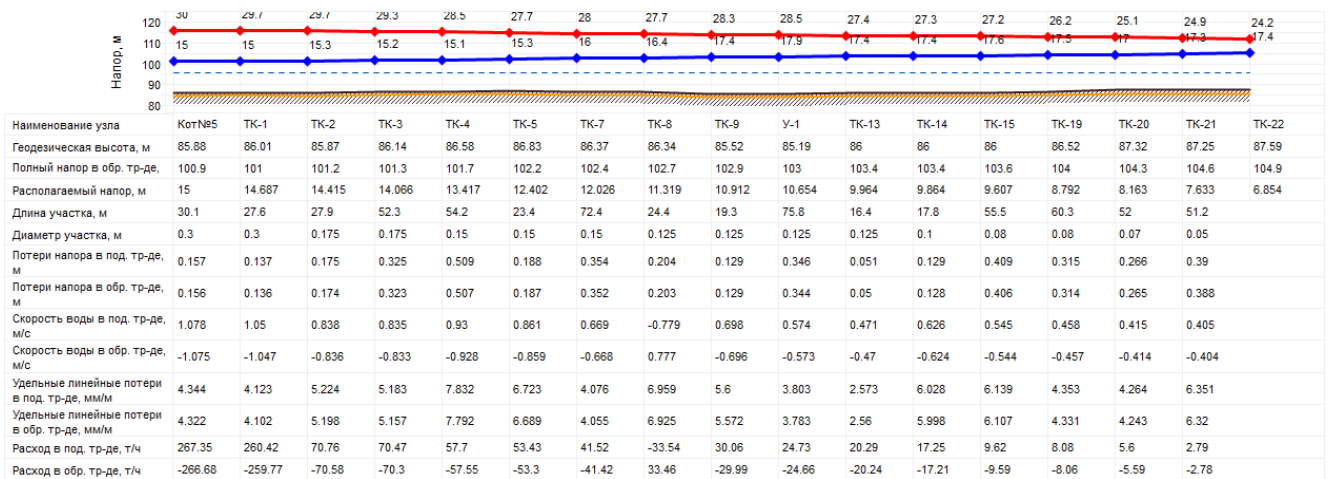 120 30 29.7 29.7 29.3 28.5 27.7 28 27.7 28.3 28.5 27.4 27.3 27.2 26.2 25.1 24.9 24.2
110 15 15 15.3 15.2 15.1 15.3 16 16.4 17.4 17.9 17.4 17.4 17.6 17.5 17 17.3 17.4
100
90
80
Напор, м
Наименование узла Кот№5 ТК-1 ТК-2 ТК-3 ТК-4 ТК-5 ТК-7 ТК-8 ТК-9 У-1 ТК-13 ТК-14 ТК-15 ТК-19 ТК-20 ТК-21 ТК-22
Геодезическая высота, м 85.88 86.01 85.87 86.14 86.58 86.83 86.37 86.34 85.52 85.19 86 86 86 86.52 87.32 87.25 87.59
Полный напор в обр. тр-де, 100.9 101 101.2 101.3 101.7 102.2 102.4 102.7 102.9 103 103.4 103.4 103.6 104 104.3 104.6 104.9
Располагаемый напор, м 15 14.687 14.415 14.066 13.417 12.402 12.026 11.319 10.912 10.654 9.964 9.864 9.607 8.792 8.163 7.633 6.854
Длина участка, м 30.1 27.6 27.9 52.3 54.2 23.4 72.4 24.4 19.3 75.8 16.4 17.8 55.5 60.3 52 51.2
Диаметр участка, м 0.3 0.3 0.175 0.175 0.15 0.15 0.15 0.125 0.125 0.125 0.125 0.1 0.08 0.08 0.07 0.05
Потери напора в под. тр-де,
м 0.157 0.137 0.175 0.325 0.509 0.188 0.354 0.204 0.129 0.346 0.051 0.129 0.409 0.315 0.266 0.39
Потери напора в обр. тр-де,
м 0.156 0.136 0.174 0.323 0.507 0.187 0.352 0.203 0.129 0.344 0.05 0.128 0.406 0.314 0.265 0.388
Скорость воды в под. тр-де,
м/с 1.078 1.05 0.838 0.835 0.93 0.861 0.669 -0.779 0.698 0.574 0.471 0.626 0.545 0.458 0.415 0.405
Скорость воды в обр. тр-де,
м/с -1.075 -1.047 -0.836 -0.833 -0.928 -0.859 -0.668 0.777 -0.696 -0.573 -0.47 -0.624 -0.544 -0.457 -0.414 -0.404
Удельные линейные потери
в под. тр-де, мм/м 4.344 4.123 5.224 5.183 7.832 6.723 4.076 6.959 5.6 3.803 2.573 6.028 6.139 4.353 4.264 6.351
Удельные линейные потери
в обр. тр-де, мм/м 4.322 4.102 5.198 5.157 7.792 6.689 4.055 6.925 5.572 3.783 2.56 5.998 6.107 4.331 4.243 6.32
Расход в под. тр-де, т/ч 267.35 260.42 70.76 70.47 57.7 53.43 41.52 -33.54 30.06 24.73 20.29 17.25 9.62 8.08 5.6 2.79
Расход в обр. тр-де, т/ч -266.68 -259.77 -70.58 -70.3 -57.55 -53.3 -41.42 33.46 -29.99 -24.66 -20.24 -17.21 -9.59 -8.06 -5.59 -2.78